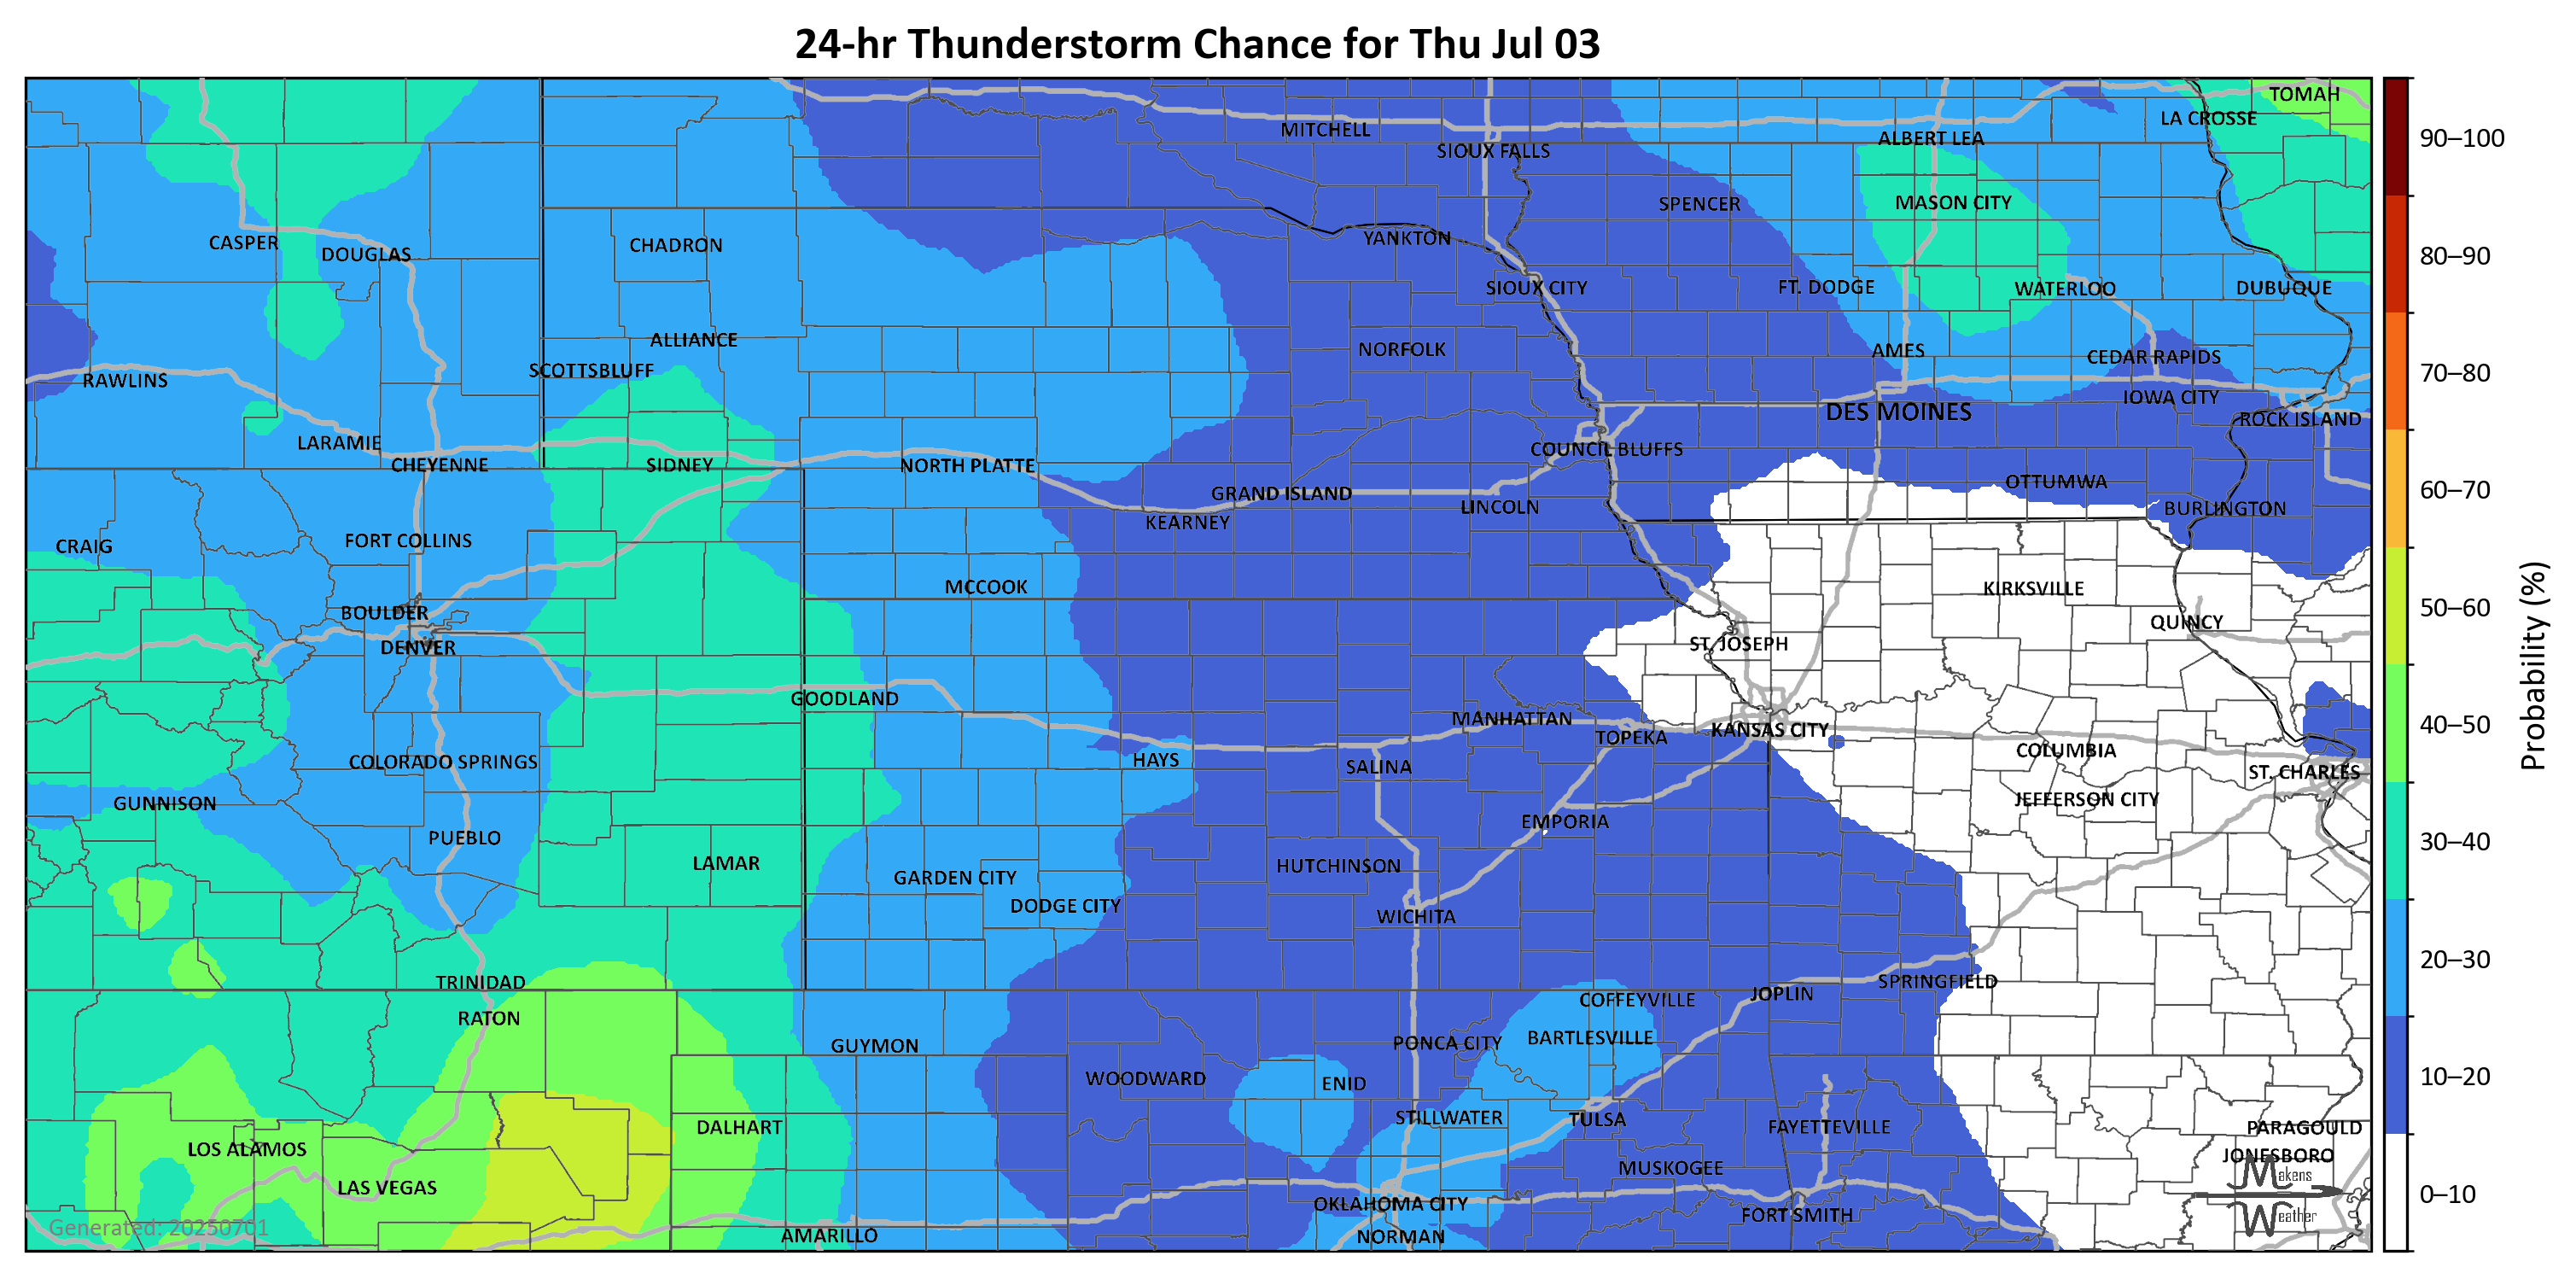 24-hr Thunderstorm Chance for Thu Jul 03
TOMAH
LA CROSSE
MITCHELL
ALBERT LEA
SIOUX FALLS
MASON CITY
SPENCER
YANKTON
CASPER
CHADRON
DOUGLAS
SIOUX CITY
FT. DODGE
WATERLOO
DUBUQUE
ALLIANCE
NORFOLK
AMES
CEDAR RAPIDS
SCOTTSBLUFF
RAWLINS
IOWA CITY
DES MOINES
ROCK ISLAND
LARAMIE
COUNCIL BLUFFS
CHEYENNE
SIDNEY
NORTH PLATTE
OTTUMWA
GRAND ISLAND
LINCOLN
BURLINGTON
KEARNEY
FORT COLLINS
CRAIG
MCCOOK
KIRKSVILLE
BOULDER
QUINCY
DENVER
ST. JOSEPH
GOODLAND
MANHATTAN
KANSAS CITY
TOPEKA
COLUMBIA
COLORADO SPRINGS
HAYS
SALINA
ST. CHARLES
JEFFERSON CITY
GUNNISON
EMPORIA
PUEBLO
LAMAR
HUTCHINSON
GARDEN CITY
DODGE CITY
WICHITA
TRINIDAD
SPRINGFIELD
JOPLIN
COFFEYVILLE
RATON
BARTLESVILLE
PONCA CITY
GUYMON
WOODWARD
ENID
STILLWATER
TULSA
DALHART
FAYETTEVILLE
PARAGOULD
LOS ALAMOS
JONESBORO
MUSKOGEE
LAS VEGAS
OKLAHOMA CITY
FORT SMITH
AMARILLO
NORMAN
Generated: 20250701
Makens
Weather
90–100
80–90
70–80
60–70
50–60
40–50
30–40
20–30
10–20
0–10
Probability (%)